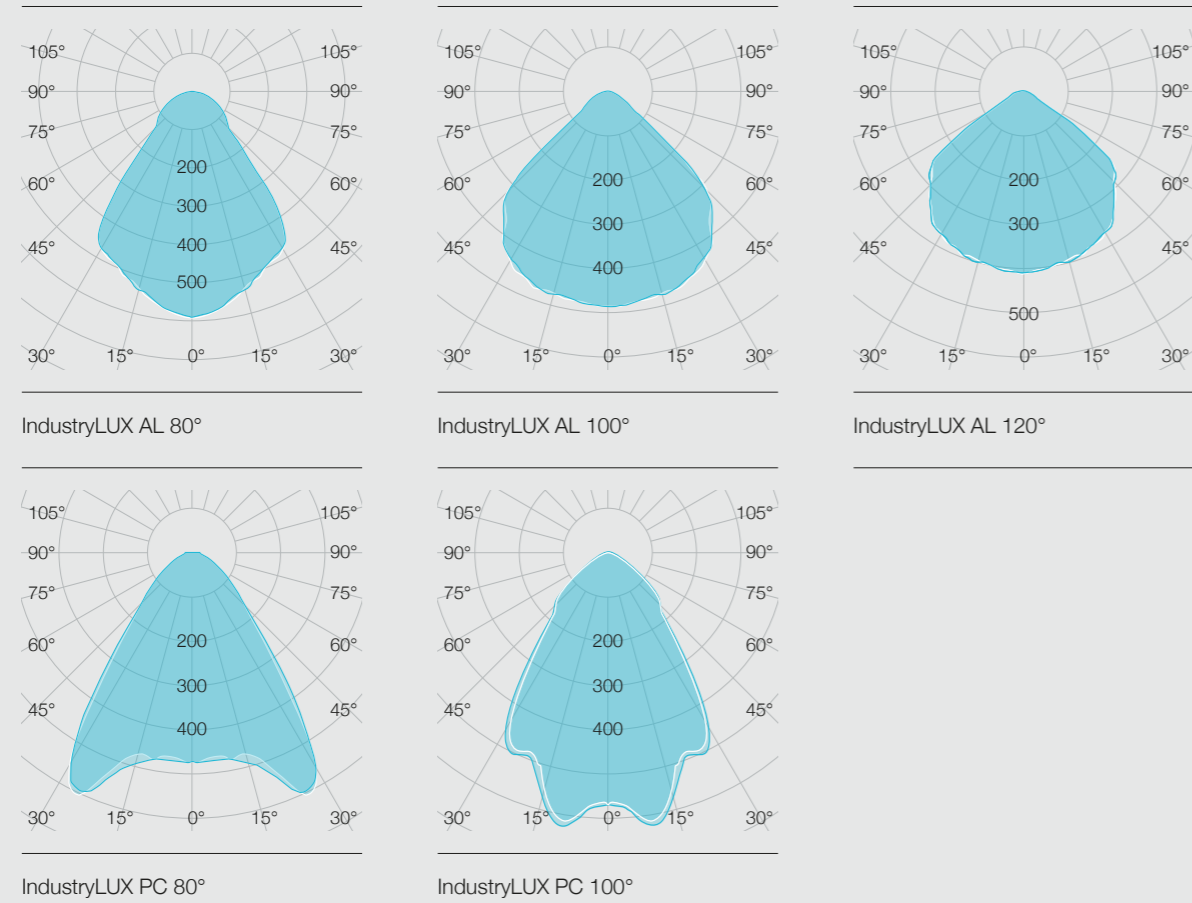 105° 105° 105° 105° 105° 105°
90° 90° 90° 90° 90° 90°
75° 75° 75° 75° 75° 75°
200 200 200
60° 60° 60° 60° 60° 60°
300 300 300
45° 400 45° 45° 400 45° 45° 45°
500 500
30° 15° 0° 15° 30° 30° 15° 0° 15° 30° 30° 15° 0° 15° 30°
IndustryLUX AL 80° IndustryLUX AL 100° IndustryLUX AL 120°
105° 105° 105° 105°
90° 90° 90° 90°
75° 75° 75° 75°
60° 200 60° 60° 200 60°
300 300
45° 45° 45° 45°
400 400
30° 15° 0° 15° 30° 30° 15° 0° 15° 30°
IndustryLUX PC 80° IndustryLUX PC 100°